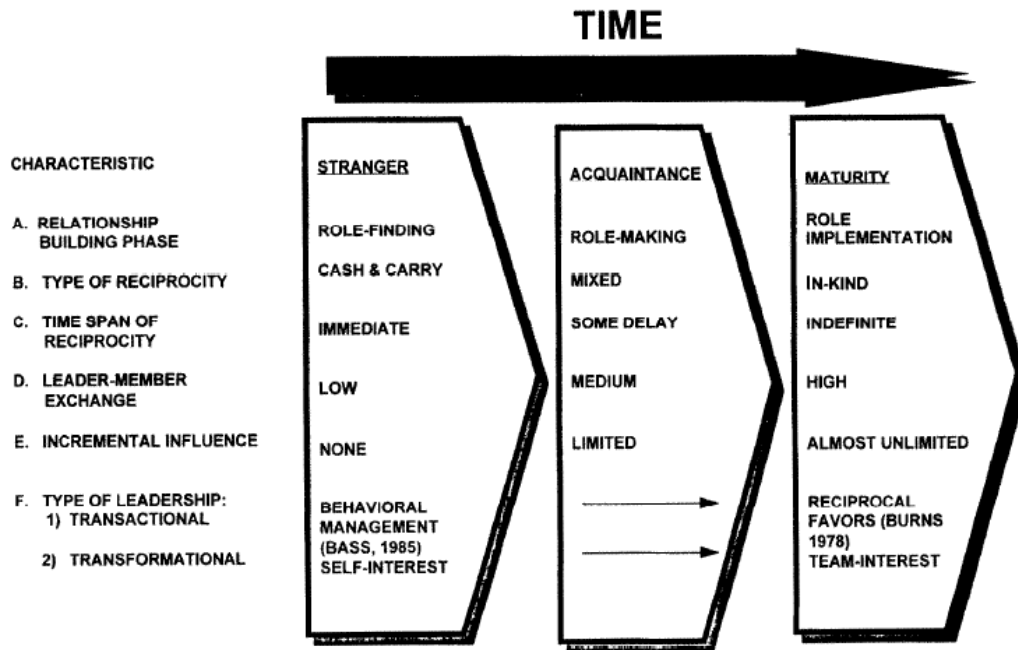 TIME
CHARACTERISTIC
A. RELATIONSHIP
BUILDING PHASE
B. TYPE OF RECIPROCITY
C. TIME SPAN OF
RECIPROCITY
D. LEADER-MEMBER
EXCHANGE
E. INCREMENTAL INFLUENCE
F. TYPE OF LEADERSHIP:
1) TRANSACTIONAL
2) TRANSFORMATIONAL
STRANGER
ROLE-FINDING
CASH & CARRY
IMMEDIATE
LOW
NONE
BEHAVIORAL
MANAGEMENT
(BASS, 1985)
SELF-INTEREST
ACQUAINTANCE
ROLE-MAKING
MIXED
SOME DELAY
MEDIUM
LIMITED
MATURITY
ROLE
IMPLEMENTATION
IN-KIND
INDEFINITE
HIGH
ALMOST UNLIMITED
RECIPROCAL
FAVORS (BURNS
1978)
TEAM-INTEREST